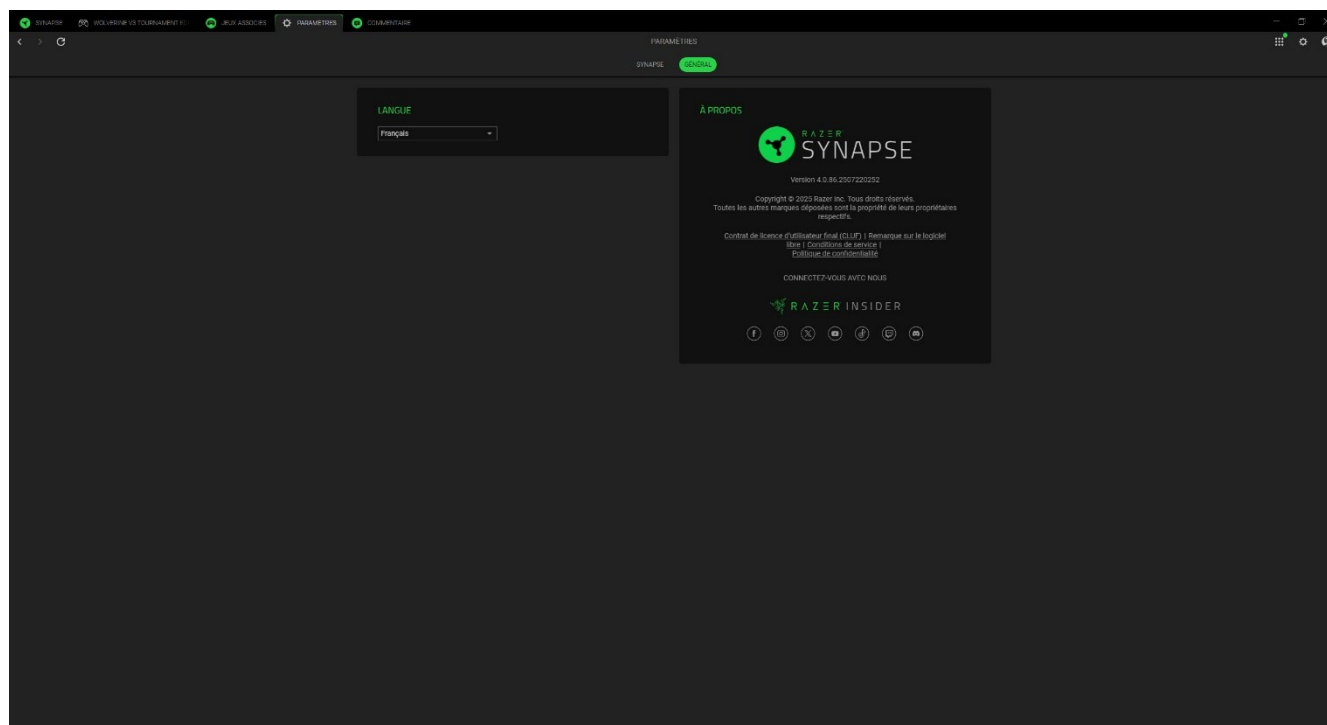 SYNAPSE
WOLVERINE V3 TOURNAMENT
JEUX ASSOCIÉS
PARAMÈTRES
COMMENTAIRE
PARAMÈTRES
SYNAPSE
GÉNÉRAL
LANGUE
Français
À PROPOS
RAZER
SYNAPSE
Version 4.0.86.2507220252
Copyright © 2025 Razer Inc. Tous droits réservés.
Toutes les autres marques déposées sont la propriété de leurs propriétaires
respectifs.
Contrat de licence d'utilisateur final (CLUF) | Remarque sur le logiciel
libre | Conditions de service |
Politique de confidentialité
CONNECTEZ-VOUS AVEC NOUS
RAZER INSIDER